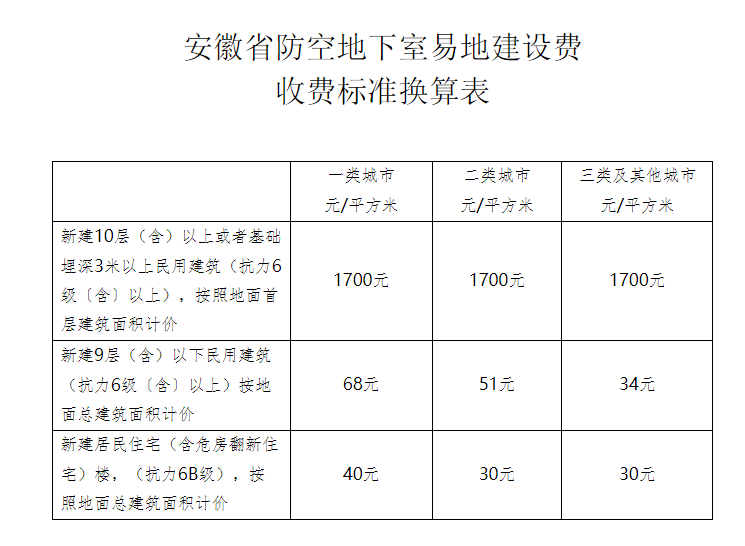 安徽省防空地下室易地建设费
收费标准换算表
一类城市
元/平方米
二类城市
元/平方米
三类及其他城市
元/平方米
新建10层（含）以上或者基础
埋深3米以上民用建筑（抗力6
级〔含〕以上），按照地面首
层建筑面积计价
1700元
1700元
1700元
新建9层（含）以下民用建筑
（抗力6级〔含〕以上）按地
面总建筑面积计价
68元
51元
34元
新建居民住宅（含危房翻新住
宅）楼，（抗力6B级），按
照地面总建筑面积计价
40元
30元
30元